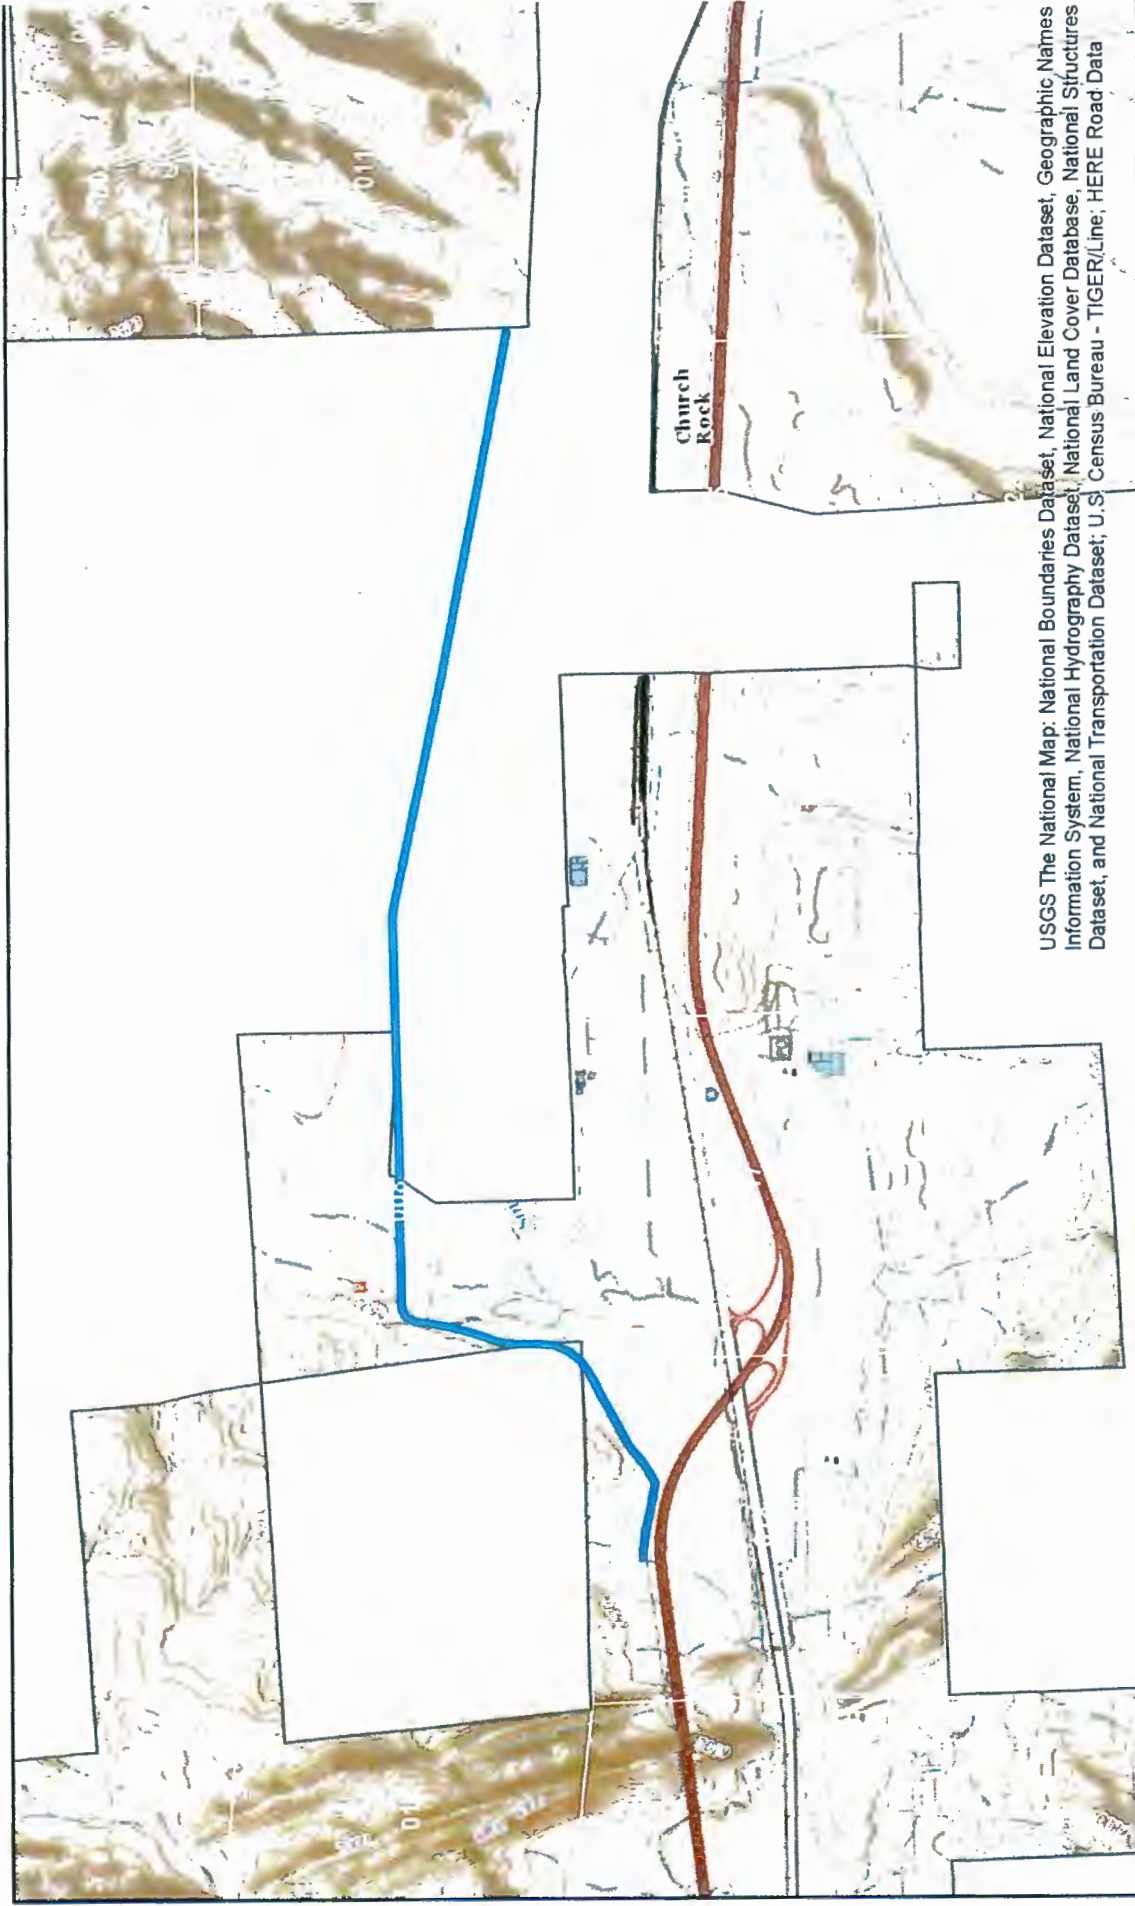 Church
Rock
USGS The National Map: National Boundaries Dataset, National Elevation Dataset, Geographic Names
Information System, National Hydrography Dataset, National Land Cover Database, National Structures
Dataset, and National Transportation Dataset; U.S. Census Bureau - TIGER/Line; HERE Road Data